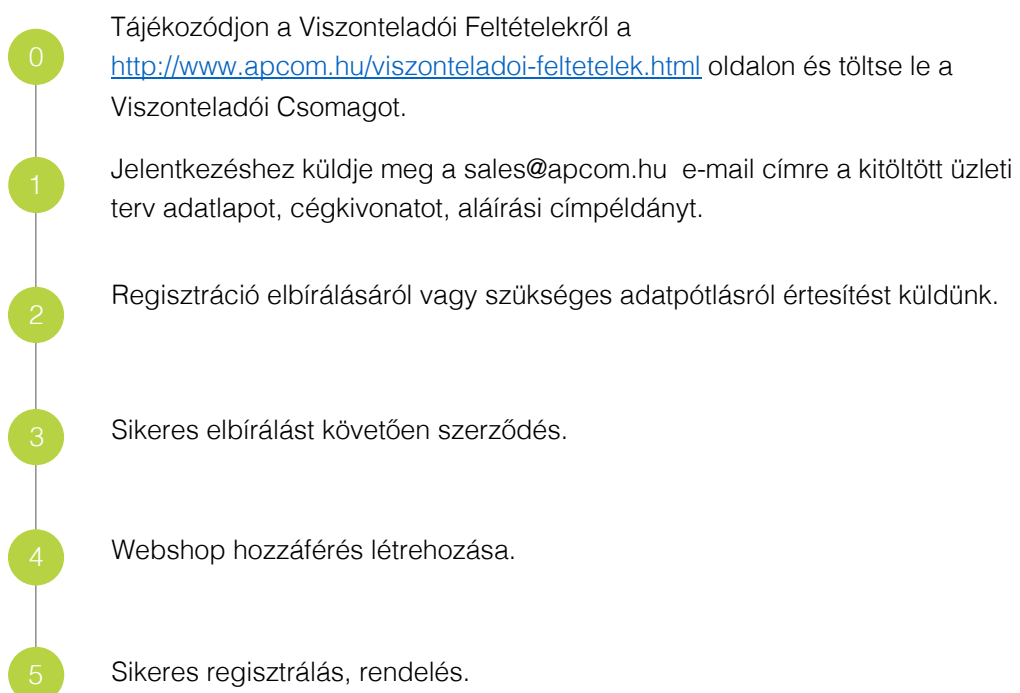 0
Tájékozódjon a Viszonteladói Feltételekről a
http://www.apcom.hu/viszonteladoi-feltetelek.html oldalon és töltse le a
Viszonteladói Csomagot.
1
Jelentkezéshez küldje meg a sales@apcom.hu e-mail címre a kitöltött üzleti
terv adatlapot, cégkivonatot, aláírási címpéldányt.
2
Regisztráció elbírálásáról vagy szükséges adatpótlásról értesítést küldünk.
3
Sikeres elbírálást követően szerződés.
4
Webshop hozzáférés létrehozása.
5
Sikeres regisztrálás, rendelés.